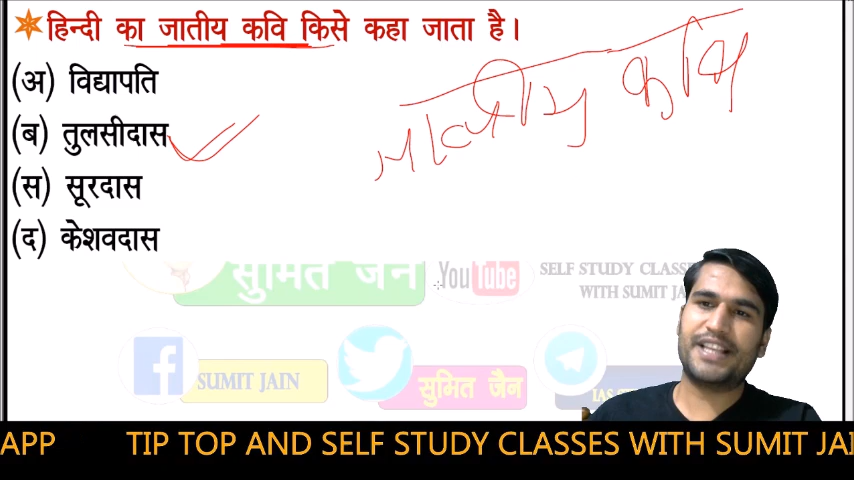 हिन्दी का जातीय कवि किसे कहा जाता है।
(अ) विद्यापति
(ब) तुलसीदास
(स) सूरदास
(द) केशवदास
जातीय कवि
सुमित जैन
YouTube
SELF STUDY CLASSES
WITH SUMIT JA
SUMIT JAIN
सुमित जैन
APP TIP TOP AND SELF STUDY CLASSES WITH SUMIT JAI